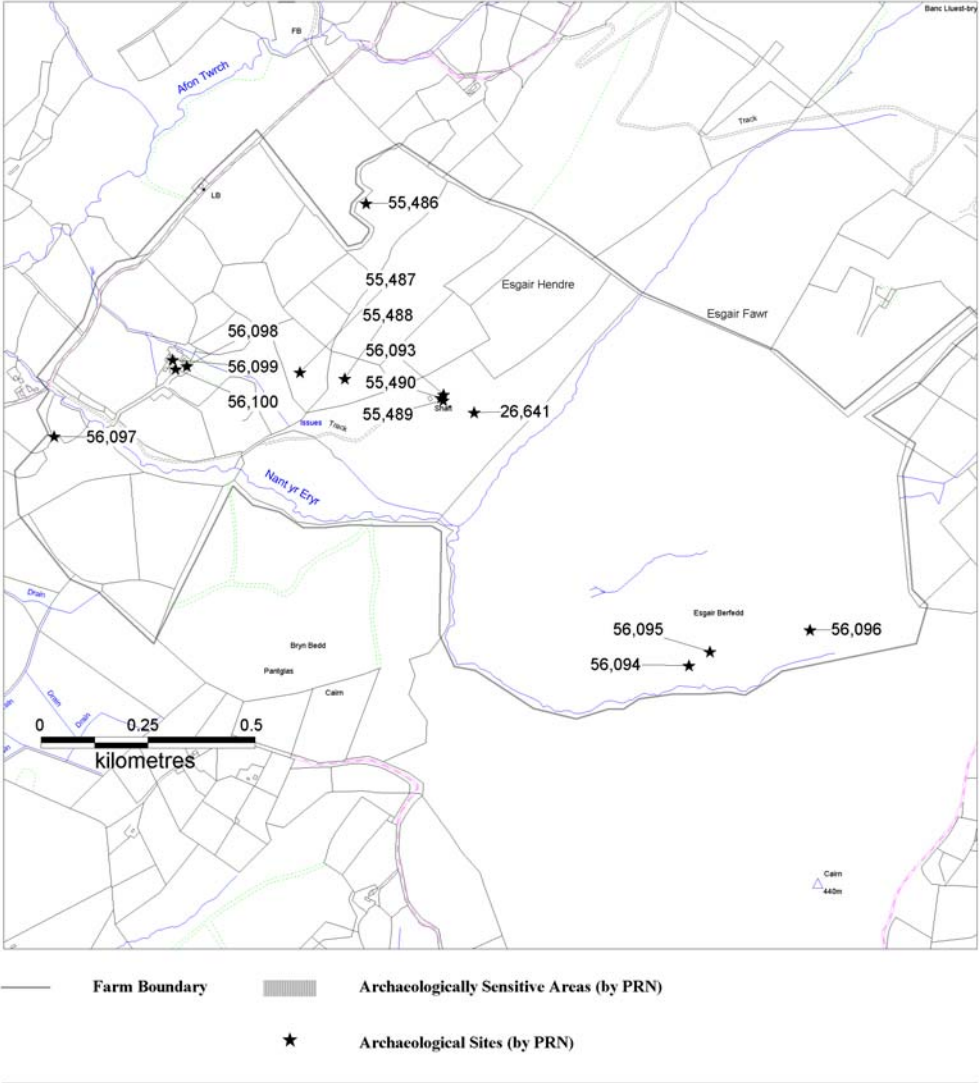 Banc Lluest-bry
FB
Afon Twrch
Track
LB
55,486
55,487
Esgair Hendre
55,488
Esgair Fawr
56,098
56,093
56,099
55,490
56,100
55,489
Shaft
26,641
Issues
Track
56,097
Nant yr Eryr
Drain
Esgair Berfedd
56,095
56,096
Bryn Bedd
56,094
Pantglas
Cairn
Drain
Drain
0 0.25 0.5
kilometres
Cairn
440m
Farm Boundary
Archaeologically Sensitive Areas (by PRN)
Archaeological Sites (by PRN)